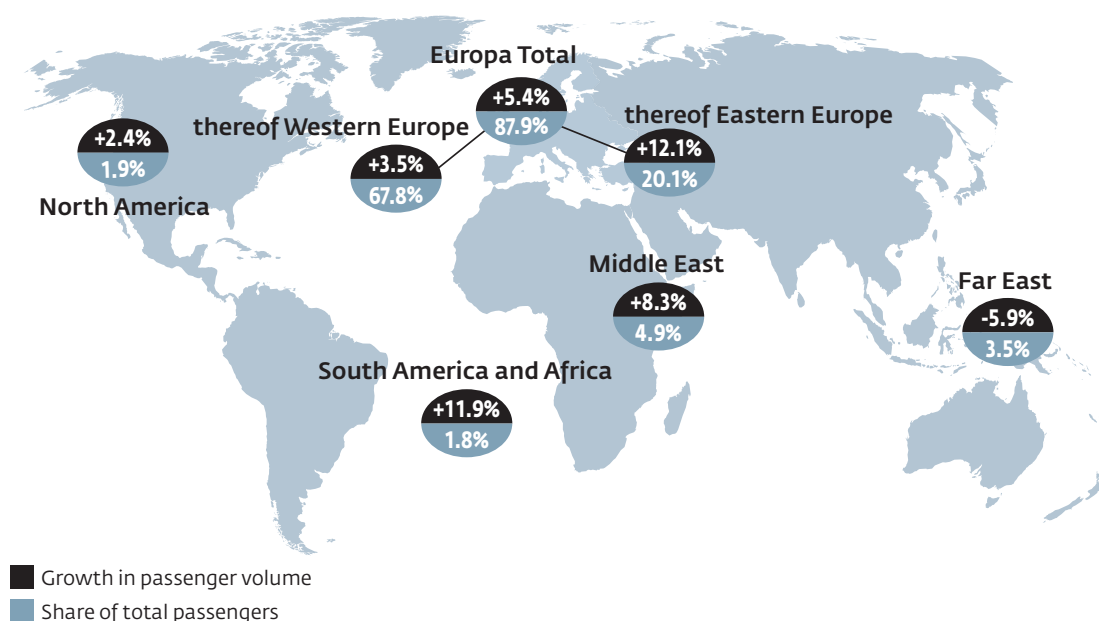 Europa Total
+5.4%
87.9%
thereof Western Europe
+3.5%
67.8%
thereof Eastern Europe
+12.1%
20.1%
+2.4%
1.9%
North America
Middle East
+8.3%
4.9%
Far East
-5.9%
3.5%
South America and Africa
+11.9%
1.8%
Growth in passenger volume
Share of total passengers